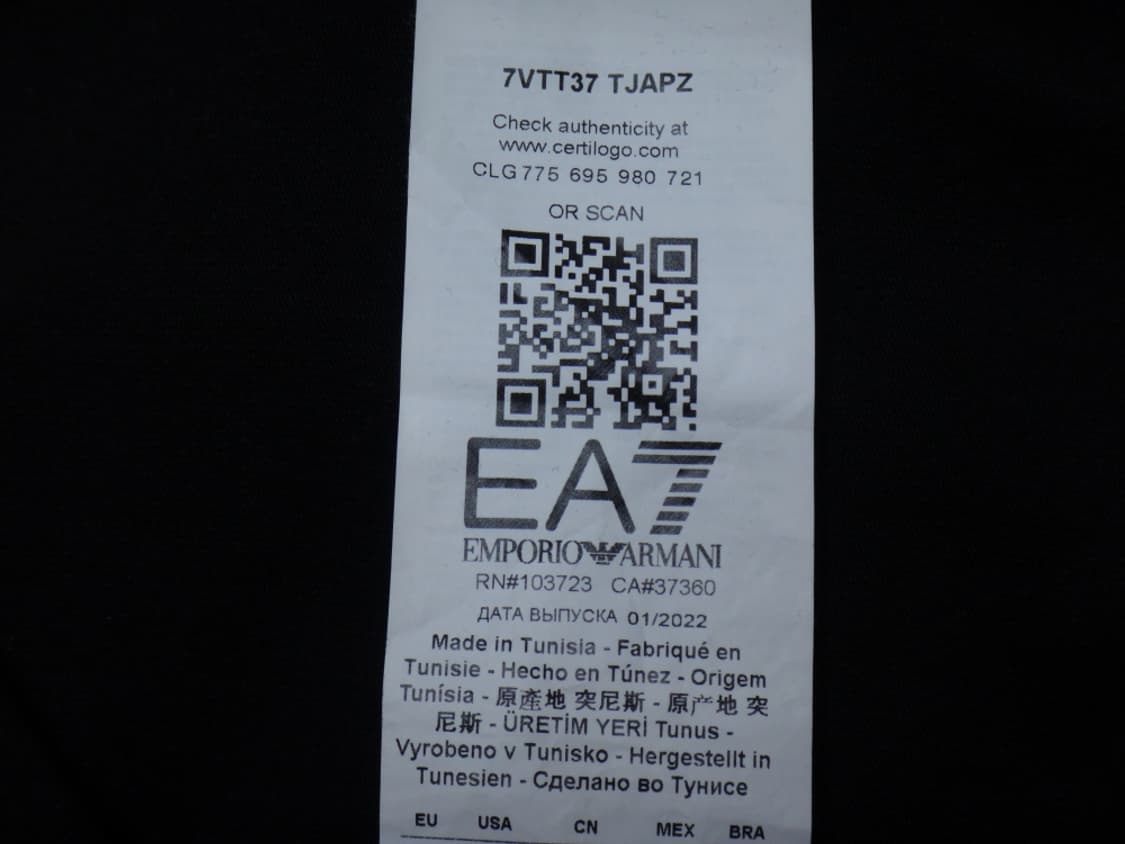 7VTT37 TJAPZ
Check authenticity at
www.certilogo.com
CLG 775 695 980 721
OR SCAN
EA7
EMPORIO ARMANI
RN#103723 CA#37360
ДАТА ВЫПУСКА 01/2022
Made in Tunisia - Fabriqué en
Tunisie - Hecho en Túnez - Origem
Tunísia - 原產地 突尼斯 - 原产地 突
尼斯 - ÜRETİM YERİ Tunus -
Vyrobeno v Tunisko - Hergestellt in
Tunesien - Сделано во Тунисе
EU USA CN MEX BRA